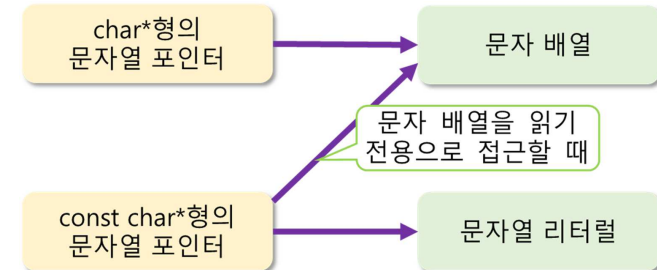 char*형의
문자열 포인터
문자 배열
문자 배열을 읽기
전용으로 접근할 때
const char*형의
문자열 포인터
문자열 리터럴